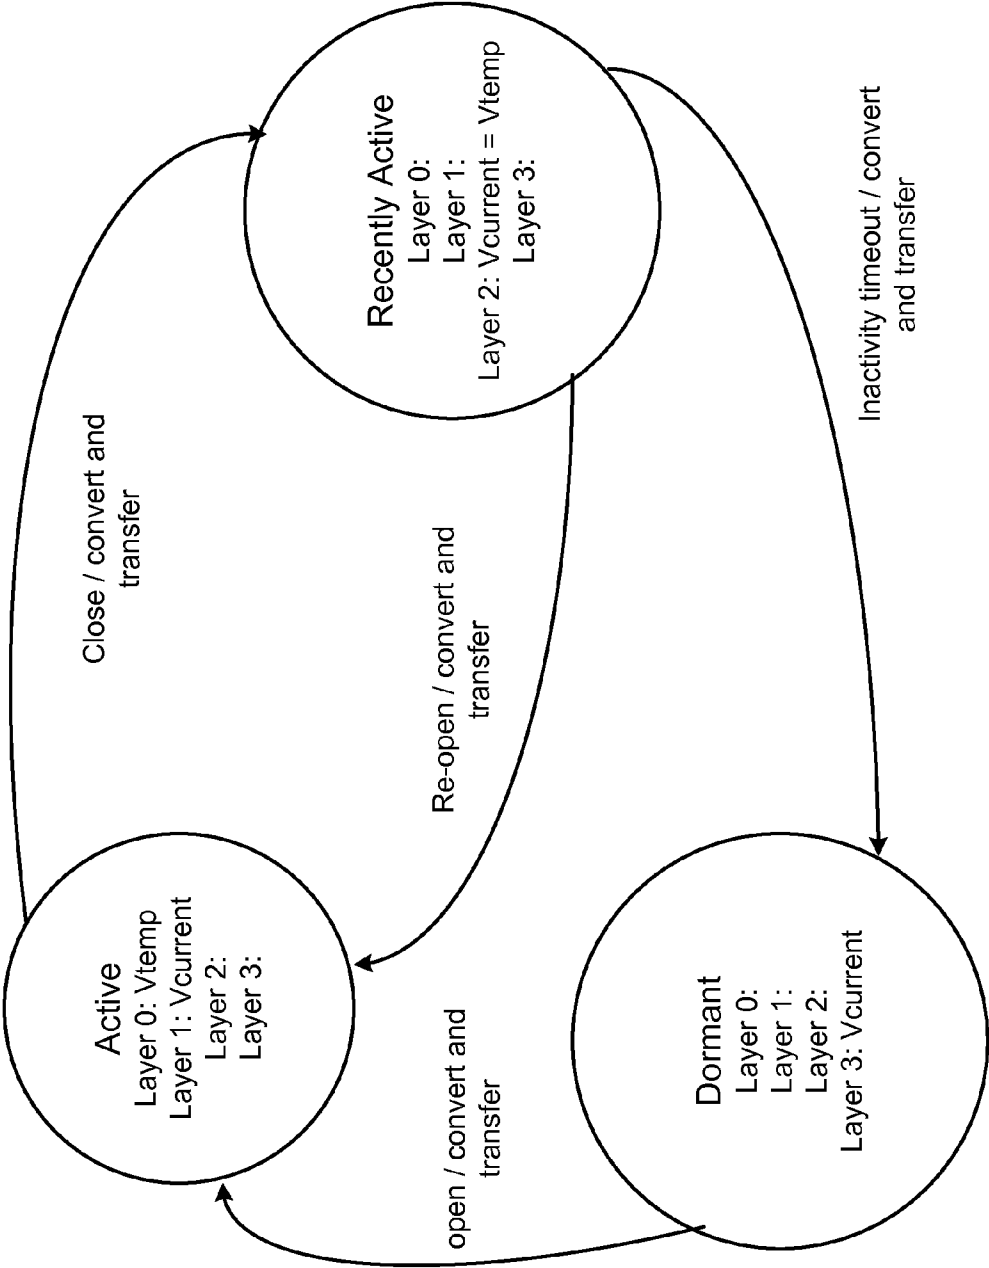 Active
Layer 0: Vtemp
Layer 1: Vcurrent
Layer 2:
Layer 3:
Close / convert and
transfer
Recently Active
Layer 0:
Layer 1:
Layer 2: Vcurrent = Vtemp
Layer 3:
Re-open / convert and
transfer
open / convert and
transfer
Dormant
Layer 0:
Layer 1:
Layer 2:
Layer 3: Vcurrent
Inactivity timeout / convert
and transfer